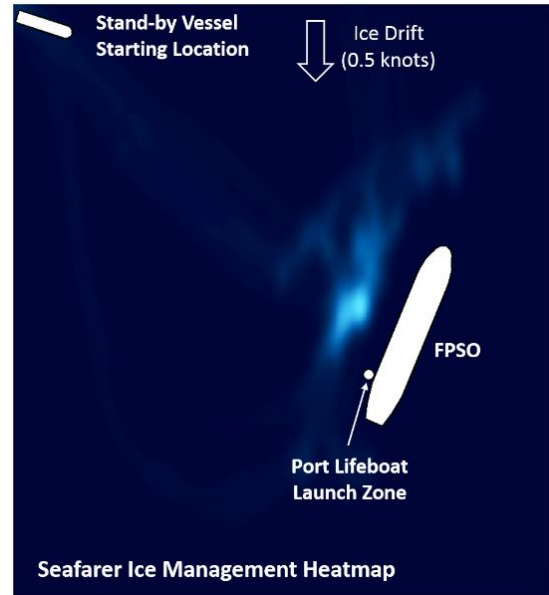 Stand-by Vessel
Starting Location
Ice Drift
(0.5 knots)
FPSO
Port Lifeboat
Launch Zone
Seafarer Ice Management Heatmap